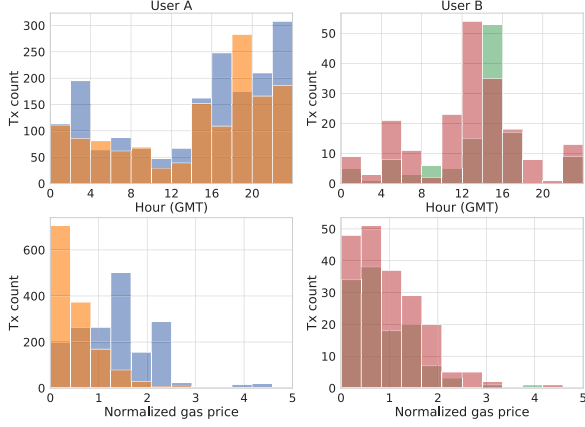 User A
User B
Tx count
300
250
200
150
100
50
0
0 4 8 12 16 20
Hour (GMT)
Tx count
50
40
30
20
10
0
0 4 8 12 16 20
Hour (GMT)
Tx count
600
400
200
0
0 1 2 3 4 5
Normalized gas price
Tx count
50
40
30
20
10
0
0 1 2 3 4 5
Normalized gas price